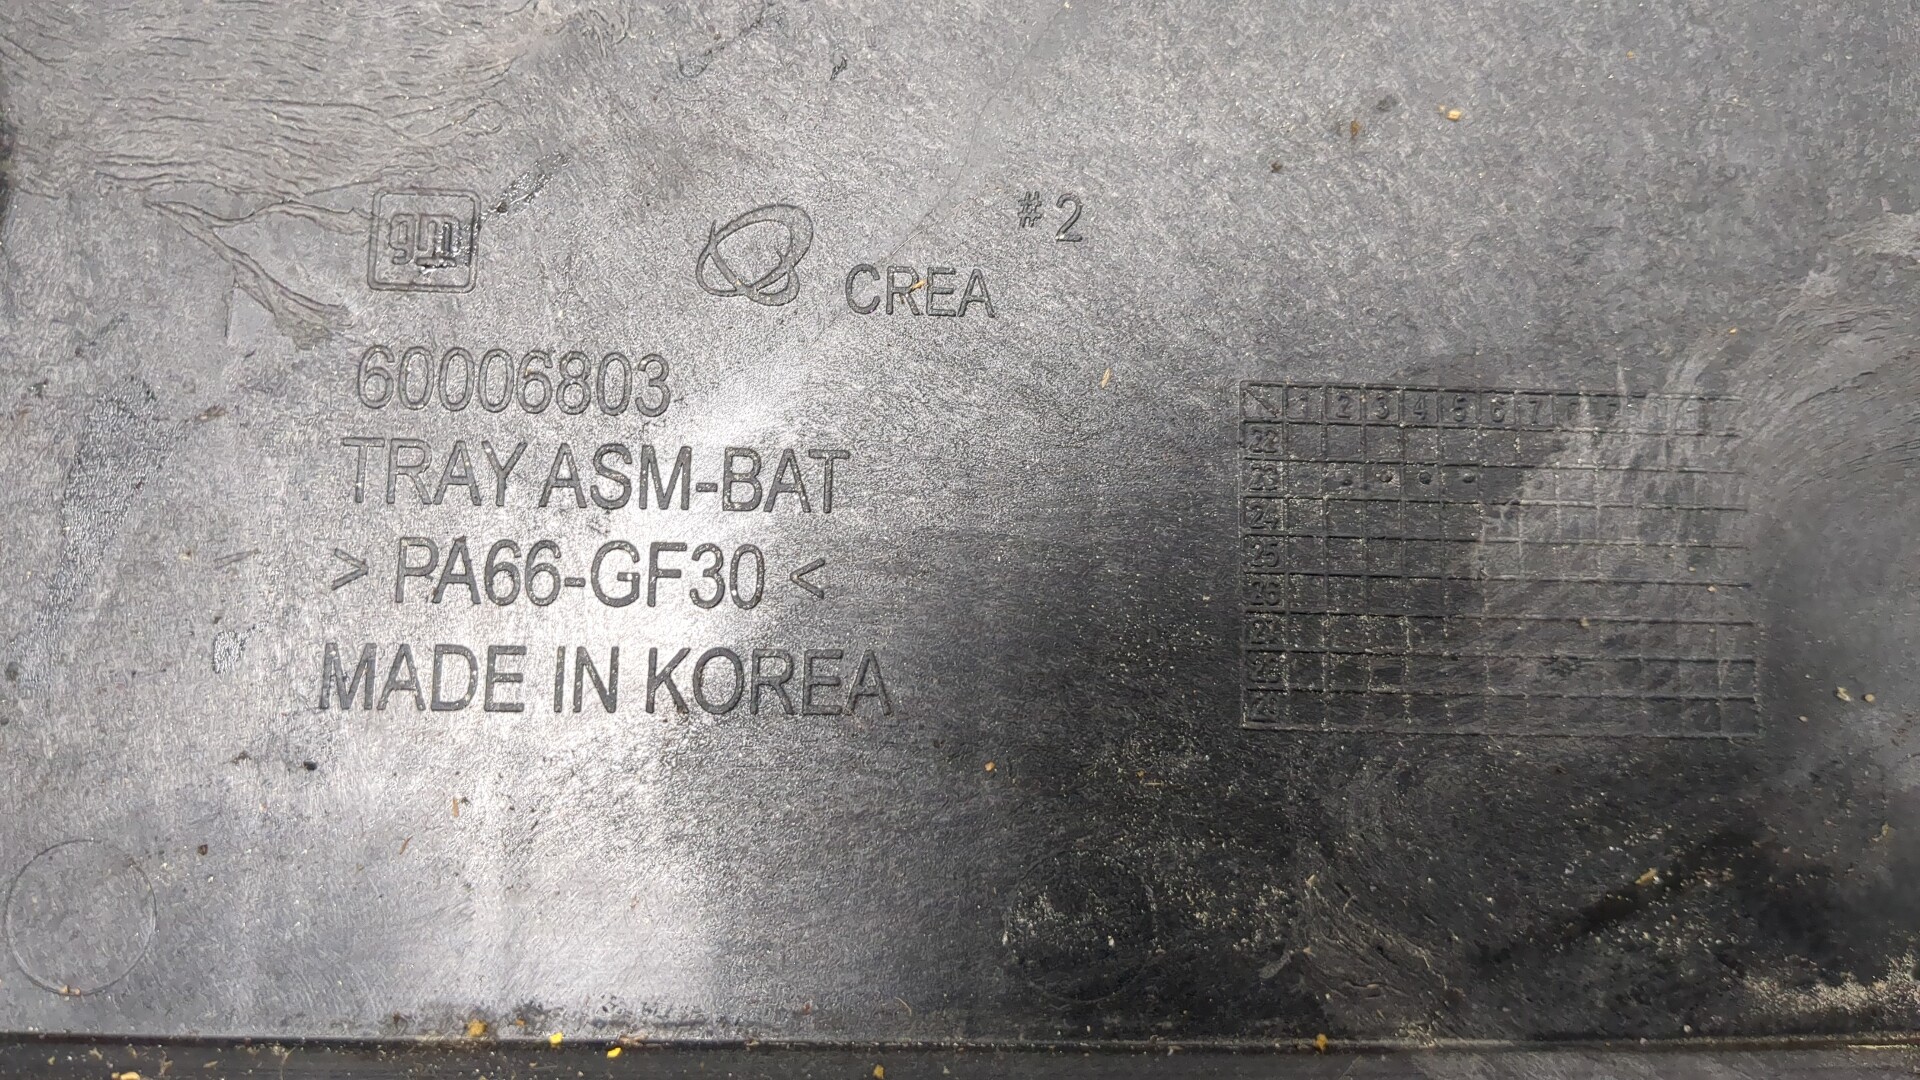 gm
#2
CREA
60006803
TRAY ASM-BAT
> PA66-GF30 <
MADE IN KOREA
1 2 3 4 5 6 7
22
23
24
25
26